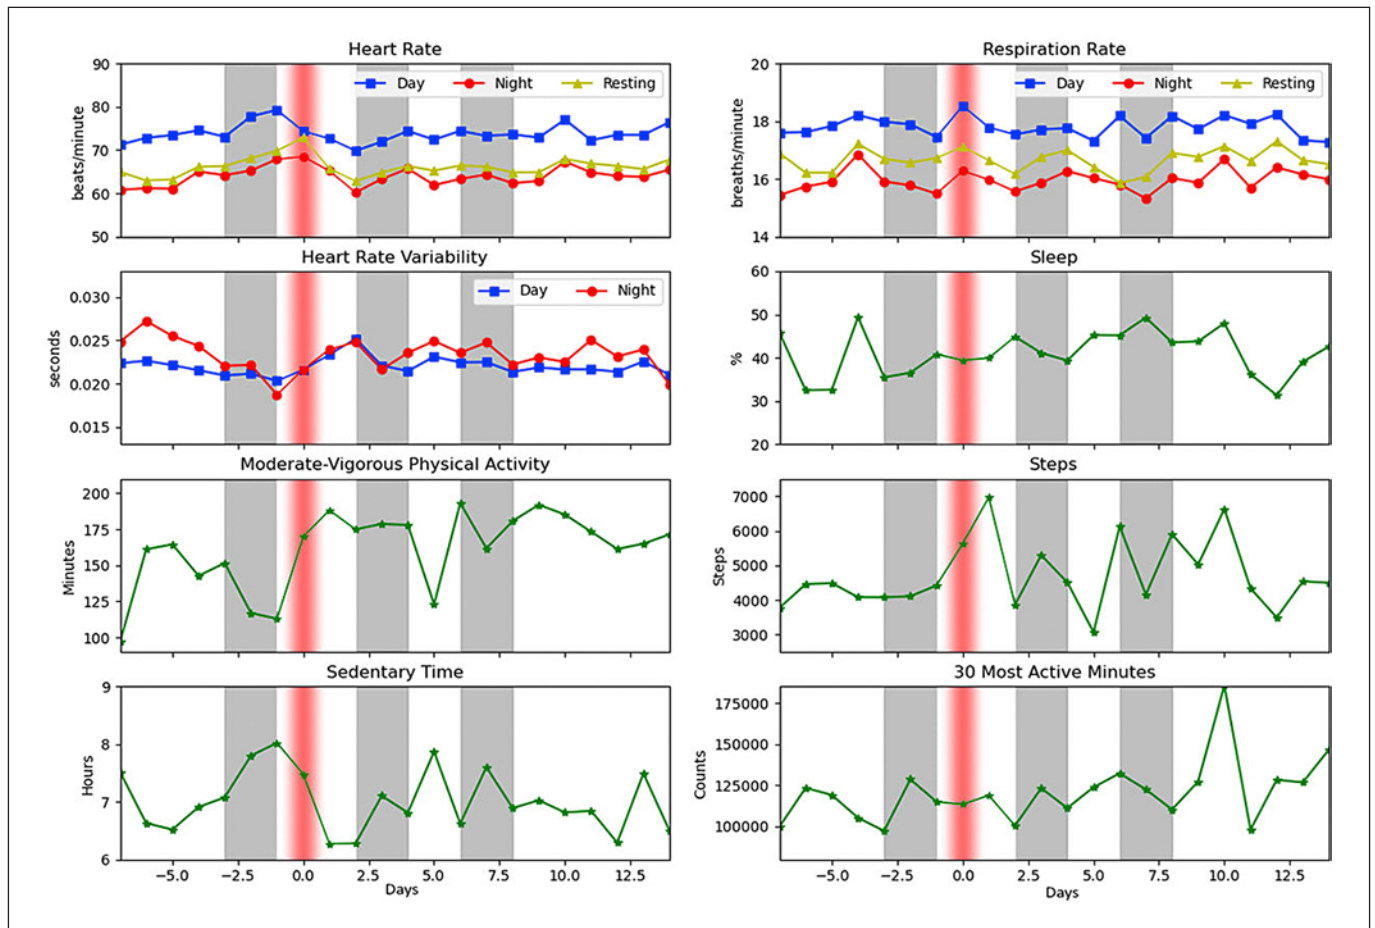 Heart Rate
90
80
70
60
50
beats/minute
Day Night Resting
Respiration Rate
20
18
16
14
breaths/minute
Day Night Resting
Heart Rate Variability
0.030
0.025
0.020
0.015
seconds
Day Night
Sleep
60
50
40
30
20
%
Moderate-Vigorous Physical Activity
200
175
150
125
100
Minutes
Steps
7000
6000
5000
4000
3000
Steps
Sedentary Time
9
8
7
6
Hours
−5.0 −2.5 0.0 2.5 5.0 7.5 10.0 12.5
Days
30 Most Active Minutes
175000
150000
125000
100000
Counts
−5.0 −2.5 0.0 2.5 5.0 7.5 10.0 12.5
Days